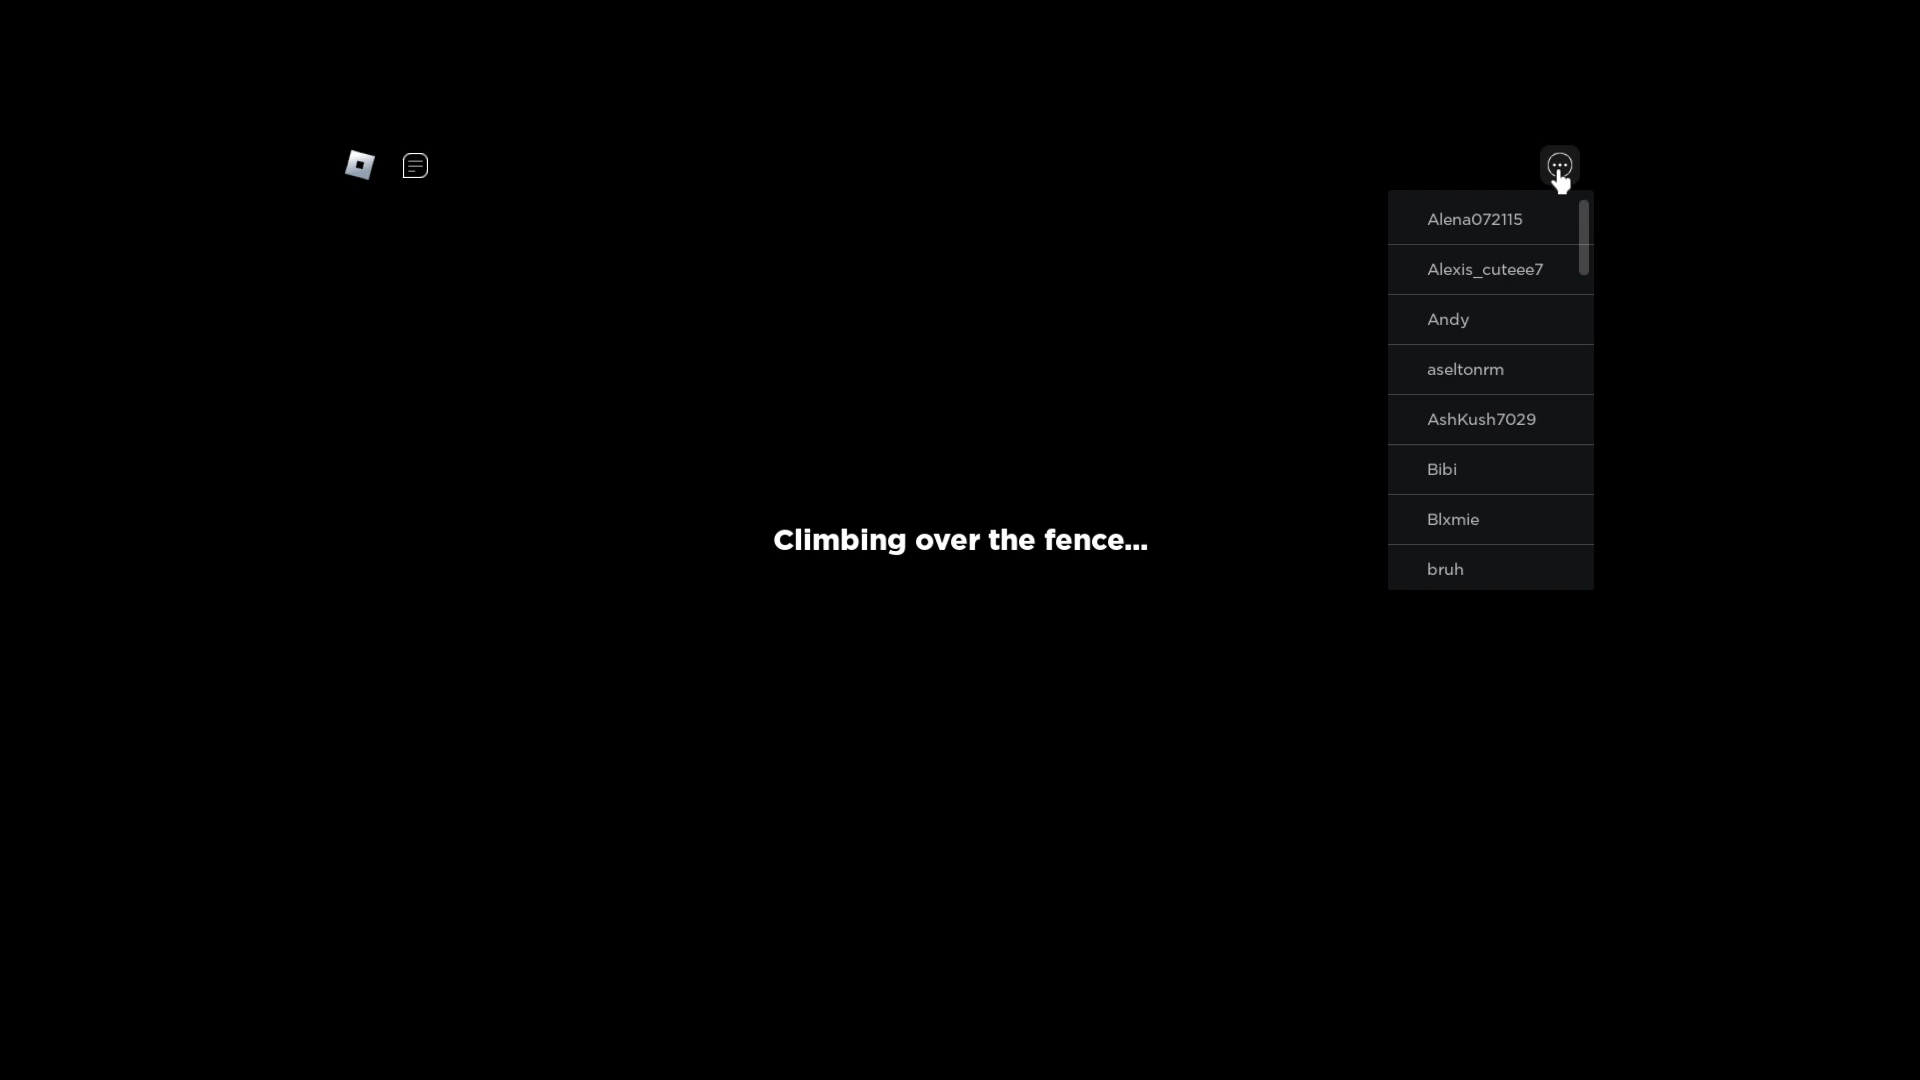 Alena072115
Alexis_cuteee7
Andy
aseltonrm
AshKush7029
Bibi
Blxmie
Climbing over the fence...
bruh